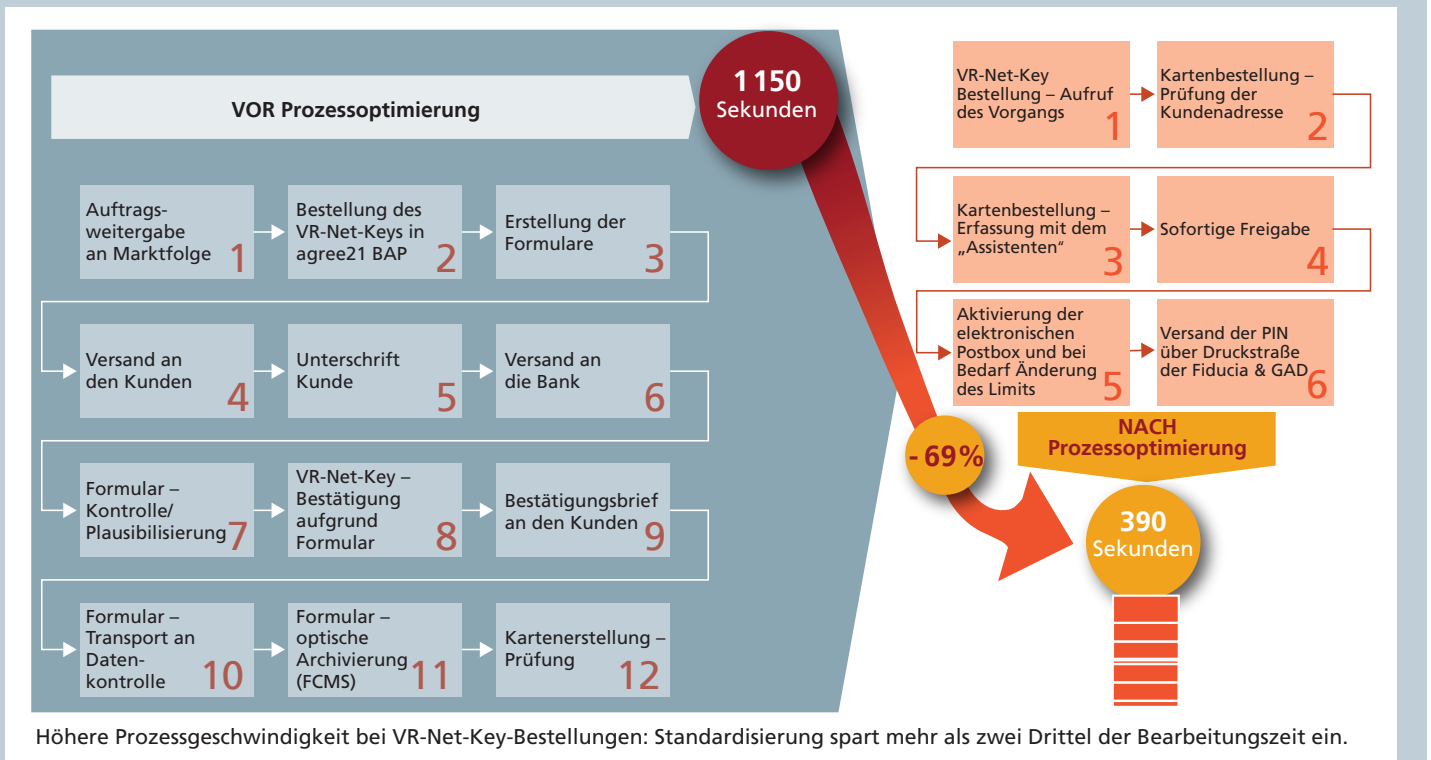 VOR Prozessoptimierung
1 150
Sekunden
Auftrags-
weitergabe
an Marktfolge
1
Bestellung des
VR-Net-Keys in
agree21 BAP
2
Erstellung der
Formulare
3
Versand an
den Kunden
4
Unterschrift
Kunde
5
Versand an
die Bank
6
Formular –
Kontrolle/
Plausibilisierung
7
VR-Net-Key –
Bestätigung
aufgrund
Formular
8
Bestätigungsbrief
an den Kunden
9
Formular –
Transport an
Daten-
kontrolle
10
Formular –
optische
Archivierung
(FCMS)
11
Kartenerstellung –
Prüfung
12
- 69%
VR-Net-Key
Bestellung – Aufruf
des Vorgangs
1
Kartenbestellung –
Prüfung der
Kundenadresse
2
Kartenbestellung –
Erfassung mit dem
„Assistenten“
3
Sofortige Freigabe
4
Aktivierung der
elektronischen
Postbox und bei
Bedarf Änderung
des Limits
5
Versand der PIN
über Druckstraße
der Fiducia & GAD
6
NACH
Prozessoptimierung
390
Sekunden
Höhere Prozessgeschwindigkeit bei VR-Net-Key-Bestellungen: Standardisierung spart mehr als zwei Drittel der Bearbeitungszeit ein.